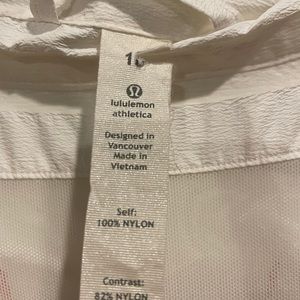 lululemon
athletica
Designed in
Vancouver
Made in
Vietnam
Self:
100% NYLON
Contrast:
82% NYLON